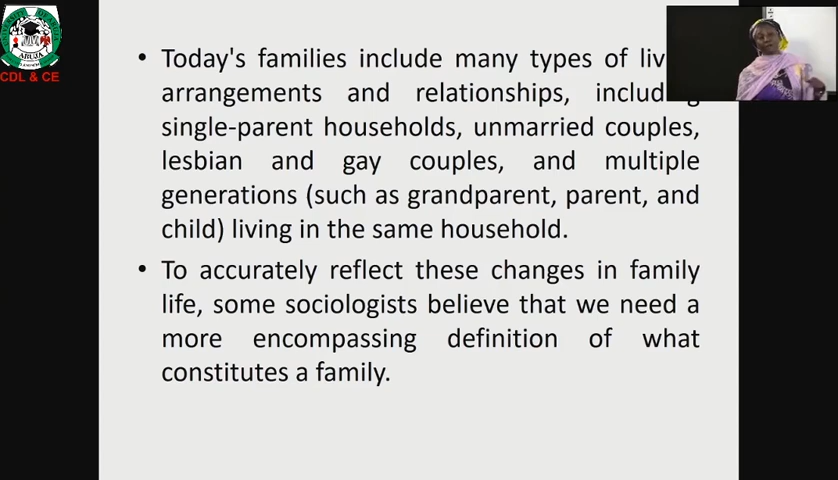 • Today's families include many types of
arrangements and relationships, including
single-parent households, unmarried couples,
lesbian and gay couples, and multiple
generations (such as grandparent, parent, and
child) living in the same household.
• To accurately reflect these changes in family
life, some sociologists believe that we need a
more encompassing definition of what
constitutes a family.
ABUJA
CDL & CE